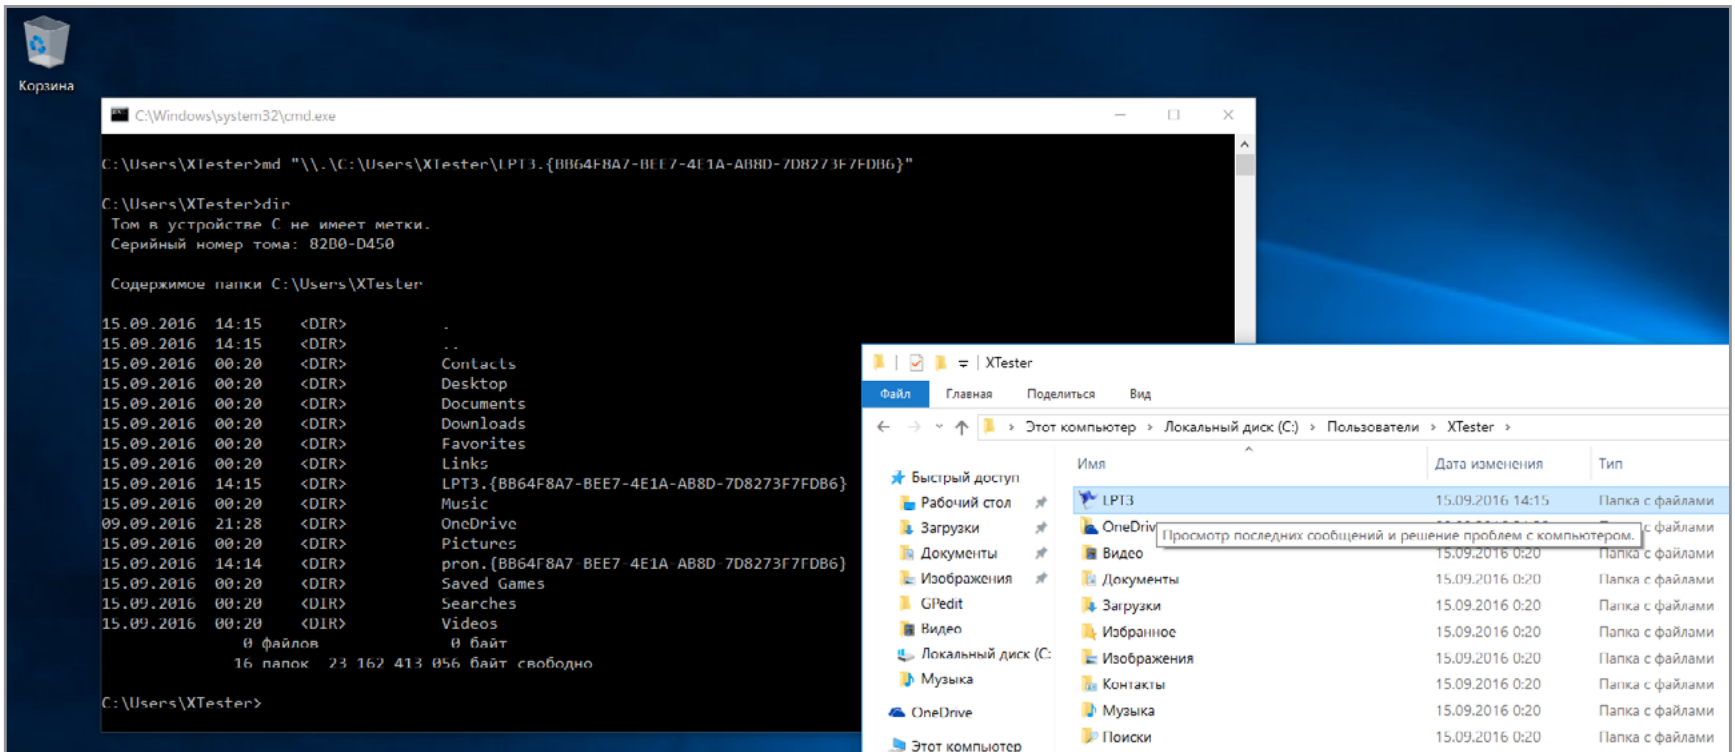 Корзина
C:\Windows\system32\cmd.exe
C:\Users\XTester>md "\\.\C:\Users\XTester\LPT3.{BB64F8A7-BEE7-4E1A-AB8D-7D8273F7FDB6}"
C:\Users\XTester>dir
Том в устройстве C не имеет метки.
Серийный номер тома: 82B0-D450
Содержимое папки C:\Users\XTester
15.09.2016 14:15 <DIR> .
15.09.2016 14:15 <DIR> ..
15.09.2016 00:20 <DIR> Contacts
15.09.2016 00:20 <DIR> Desktop
15.09.2016 00:20 <DIR> Documents
15.09.2016 00:20 <DIR> Downloads
15.09.2016 00:20 <DIR> Favorites
15.09.2016 00:20 <DIR> Links
15.09.2016 14:15 <DIR> LPT3.{BB64F8A7-BEE7-4E1A-AB8D-7D8273F7FDB6}
15.09.2016 00:20 <DIR> Music
09.09.2016 21:28 <DIR> OneDrive
15.09.2016 00:20 <DIR> Pictures
15.09.2016 14:14 <DIR> pron.{BB64F8A7-BEE7-4E1A-AB8D-7D8273F7FDB6}
15.09.2016 00:20 <DIR> Saved Games
15.09.2016 00:20 <DIR> Searches
15.09.2016 00:20 <DIR> Videos
0 файлов 0 байт
16 папок 23 162 413 056 байт свободно
C:\Users\XTester>
XTester
Файл Главная Поделиться Вид
Этот компьютер > Локальный диск (C:) > Пользователи > XTester >
Имя Дата изменения Тип
Быстрый доступ
Рабочий стол
Загрузки
Документы
Изображения
GPedit
Видео
Локальный диск (C:
Музыка
OneDrive
Этот компьютер
LPT3 15.09.2016 14:15 Папка с файлами
OneDriv с файлами
Просмотр последних сообщений и решение проблем с компьютером.
Видео 15.09.2016 0:20 Папка с файлами
Документы 15.09.2016 0:20 Папка с файлами
Загрузки 15.09.2016 0:20 Папка с файлами
Избранное 15.09.2016 0:20 Папка с файлами
Изображения 15.09.2016 0:20 Папка с файлами
Контакты 15.09.2016 0:20 Папка с файлами
Музыка 15.09.2016 0:20 Папка с файлами
Поиски 15.09.2016 0:20 Папка с файлами